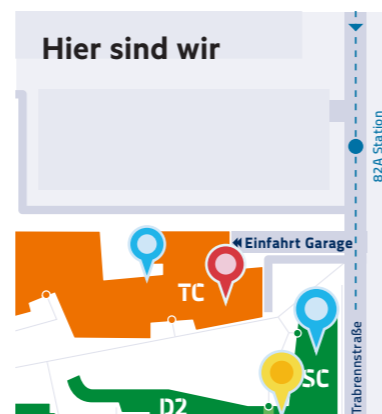 Hier sind wir
82A Station
Einfahrt Garage
TC
Trabrennstraße
SC
D2